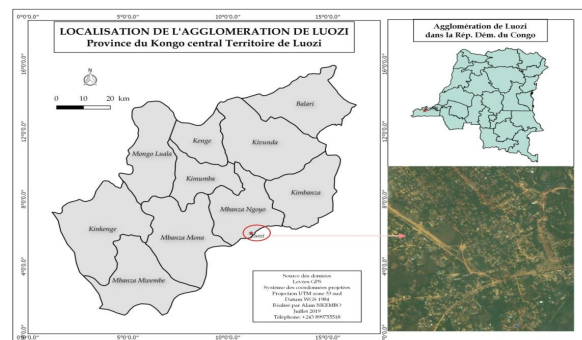 LOCALISATION DE L'AGGLOMERATION DE LUOZI
Province du Kongo central Territoire de Luozi
0 10 20 km
Balari
Kenge
Kivunda
Mongo Luala
Kimumba
Kimbanza
Mbanza Ngoyo
Kinkenge
Mbanza Mona
Luozi
Mbanza Mwembe
Source des données
Levées GPS
Système des coordonnées projetées
Projection UTM zone 33 sud
Datum WGS 1984
Réalisé par Alain NKEMBO
Juillet 2019
Téléphone: +243 899755518
Agglomération de Luozi
dans la Rép. Dém. du Congo
0°0'0.0"
5°0'0.0"
10°0'0.0"
15°0'0.0"
16°0'0.0"
12°0'0.0"
8°0'0.0"
4°0'0.0"